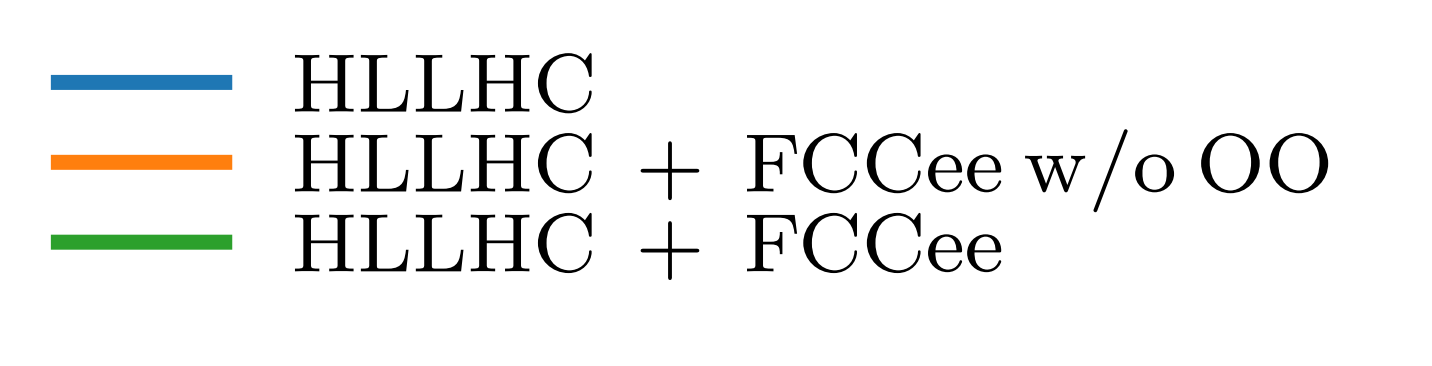 HLLHC
HLLHC + FCCee w/o OO
HLLHC + FCCee